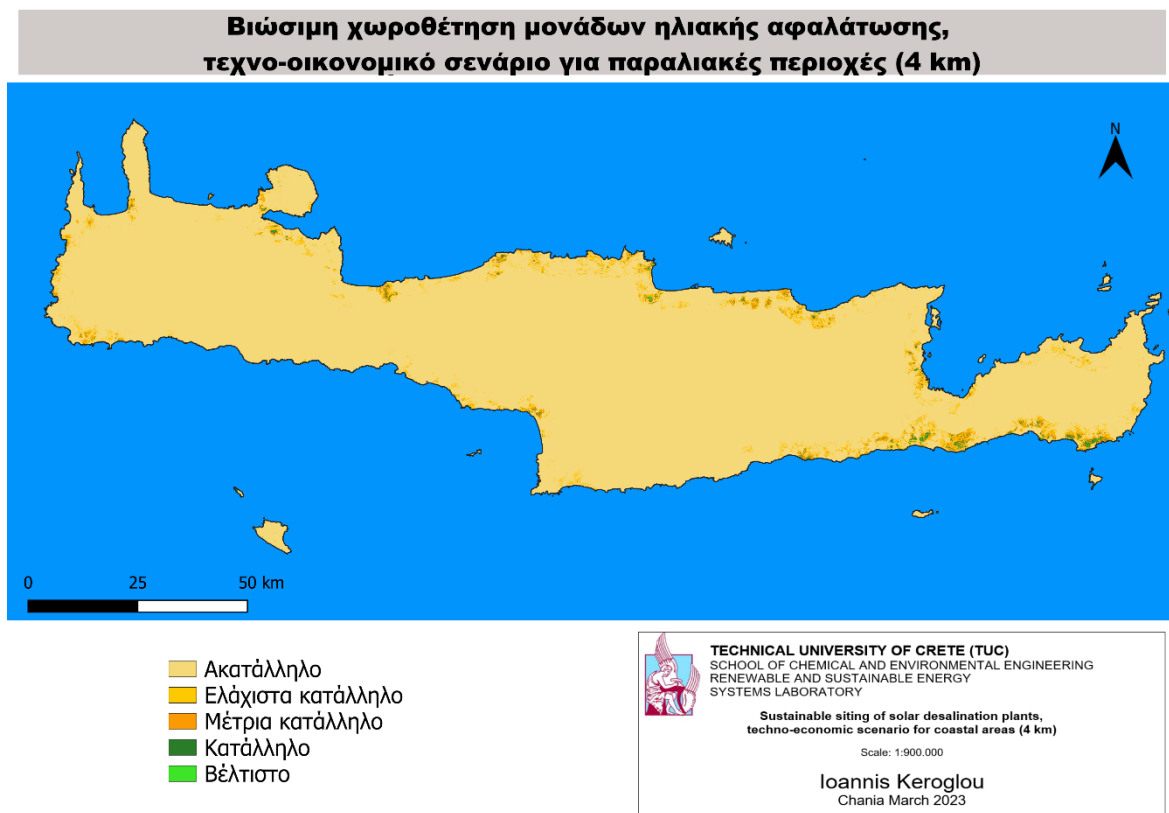 Βιώσιμη χωροθέτηση μονάδων ηλιακής αφαλάτωσης,
τεχνο-οικονομικό σενάριο για παραλιακές περιοχές (4 km)
N
0 25 50 km
Ακατάλληλο
Ελάχιστα κατάλληλο
Μέτρια κατάλληλο
Κατάλληλο
Βέλτιστο
TECHNICAL UNIVERSITY OF CRETE (TUC)
SCHOOL OF CHEMICAL AND ENVIRONMENTAL ENGINEERING
RENEWABLE AND SUSTAINABLE ENERGY
SYSTEMS LABORATORY
Sustainable siting of solar desalination plants,
techno-economic scenario for coastal areas (4 km)
Scale: 1:900.000
Ioannis Keroglou
Chania March 2023